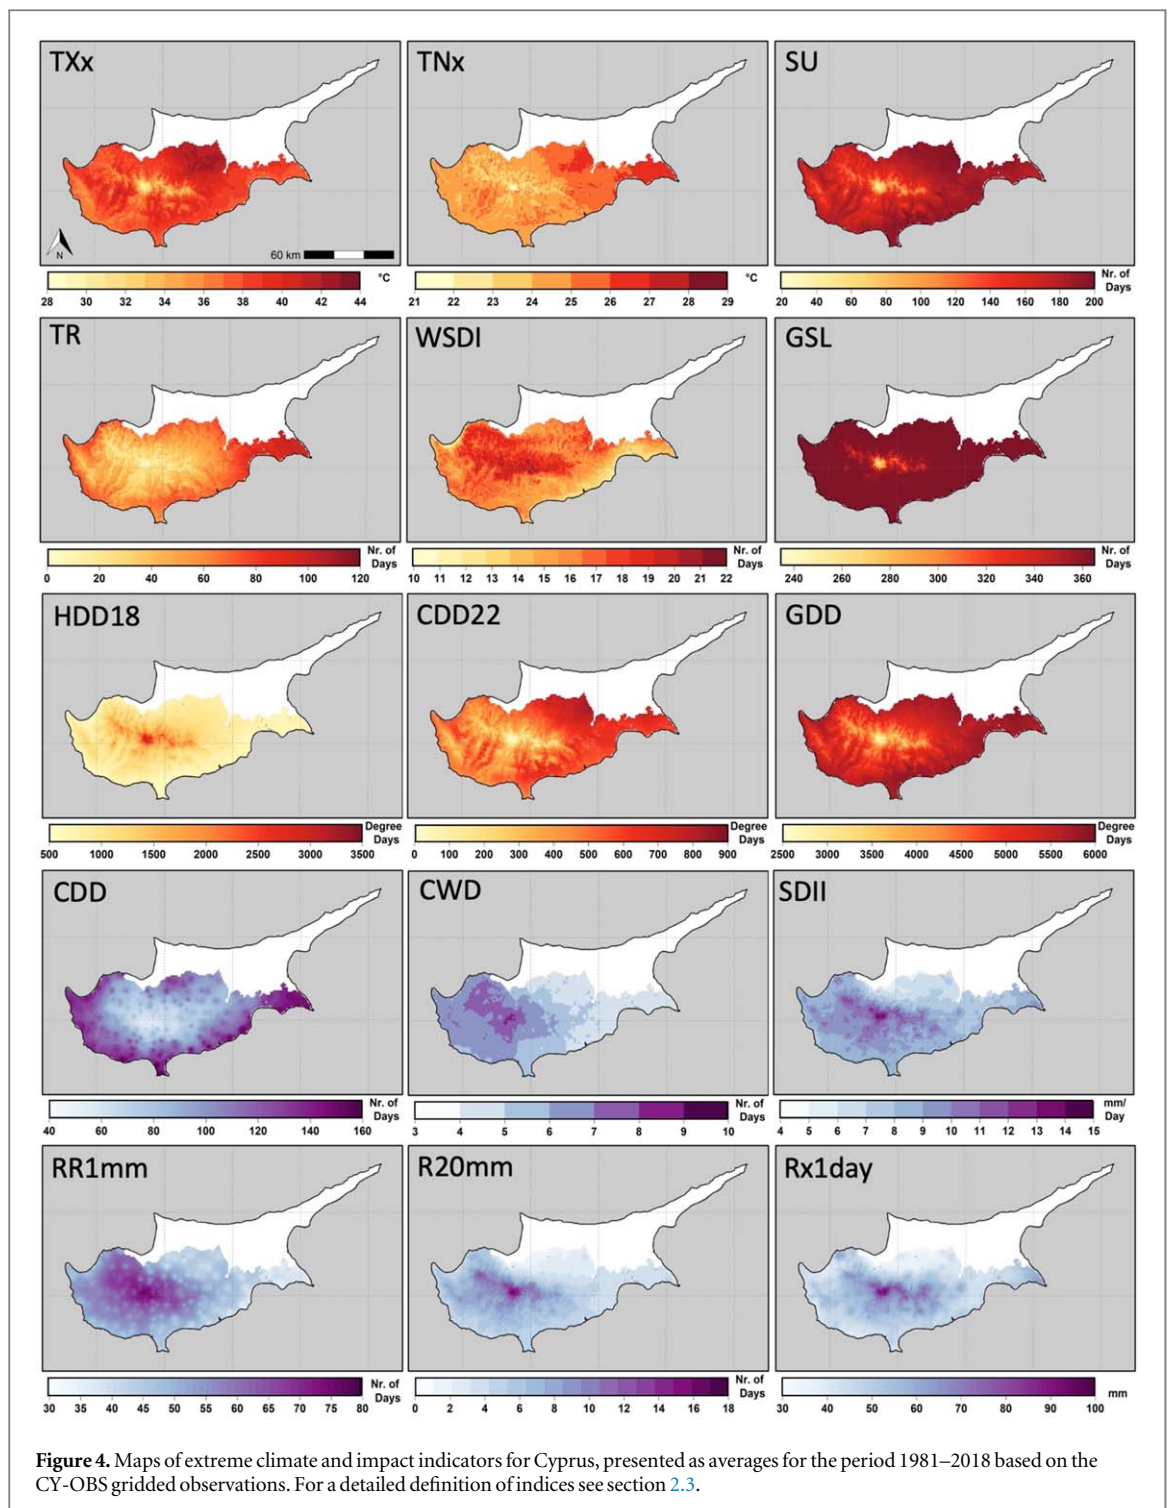 TXx
TNx
SU
N
60 km
°C
28 30 32 34 36 38 40 42 44
°C
21 22 23 24 25 26 27 28 29
Nr. of
Days
20 40 60 80 100 120 140 160 180 200
TR
WSDI
GSL
Nr. of
Days
0 20 40 60 80 100 120
Nr. of
Days
10 11 12 13 14 15 16 17 18 19 20 21 22
Nr. of
Days
240 260 280 300 320 340 360
HDD18
CDD22
GDD
Degree
Days
500 1000 1500 2000 2500 3000 3500
Degree
Days
0 100 200 300 400 500 600 700 800 900
Degree
Days
2500 3000 3500 4000 4500 5000 5500 6000
CDD
CWD
SDII
Nr. of
Days
40 60 80 100 120 140 160
Nr. of
Days
3 4 5 6 7 8 9 10
mm/
Day
4 5 6 7 8 9 10 11 12 13 14 15
RR1mm
R20mm
Rx1day
Nr. of
Days
30 35 40 45 50 55 60 65 70 75 80
Nr. of
Days
0 2 4 6 8 10 12 14 16 18
mm
30 40 50 60 70 80 90 100
Figure 4. Maps of extreme climate and impact indicators for Cyprus, presented as averages for the period 1981–2018 based on the
CY-OBS gridded observations. For a detailed definition of indices see section 2.3.